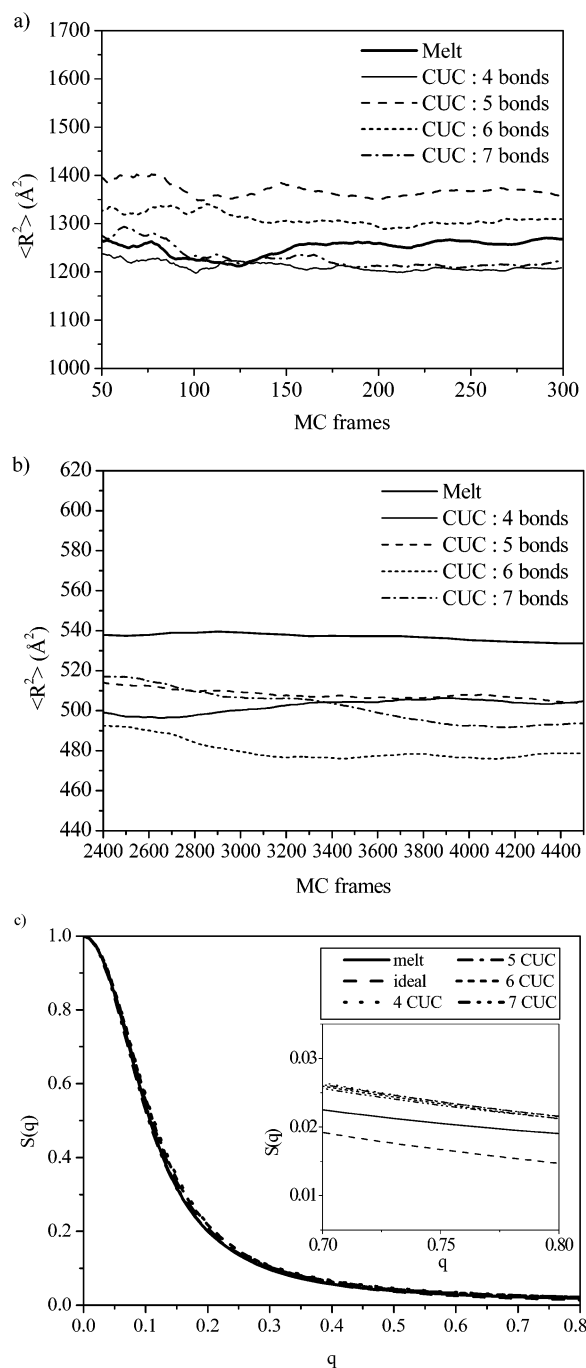 a)
1700
1600
1500
1400
1300
1200
1100
1000
<R²> (Å²)
Melt
CUC : 4 bonds
CUC : 5 bonds
CUC : 6 bonds
CUC : 7 bonds
50 100 150 200 250 300
MC frames
b)
620
600
580
560
540
520
500
480
460
440
<R²> (Å²)
Melt
CUC : 4 bonds
CUC : 5 bonds
CUC : 6 bonds
CUC : 7 bonds
2400 2600 2800 3000 3200 3400 3600 3800 4000 4200 4400
MC frames
c)
1.0
0.8
0.6
0.4
0.2
0.0
S(q)
melt 5 CUC
ideal 6 CUC
4 CUC 7 CUC
0.03
0.02
0.01
S(q)
0.70 0.75 0.80
q
0.0 0.1 0.2 0.3 0.4 0.5 0.6 0.7 0.8
q